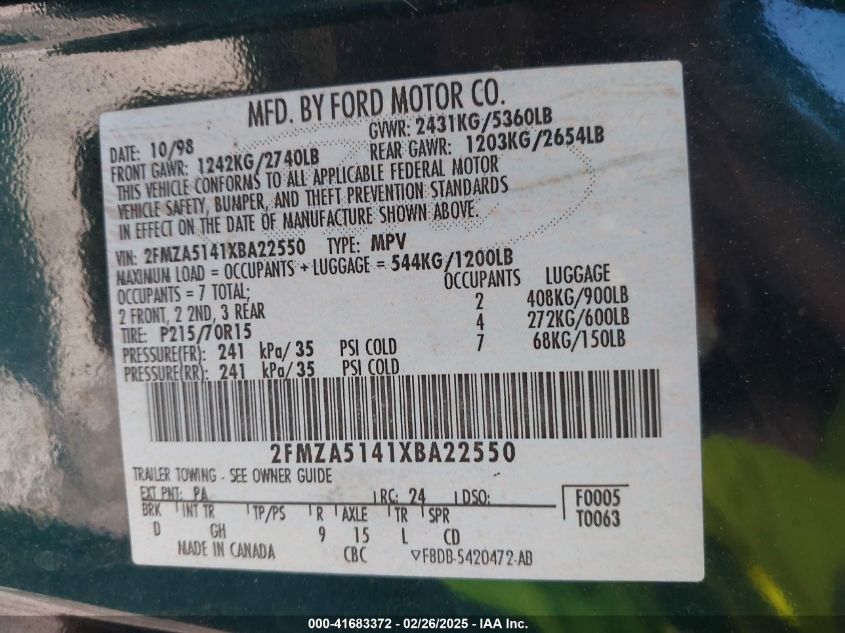 MFD. BY FORD MOTOR CO.
DATE: 10/98 GVWR: 2431KG/5360LB
FRONT GAWR: 1242KG/2740LB REAR GAWR: 1203KG/2654LB
THIS VEHICLE CONFORMS TO ALL APPLICABLE FEDERAL MOTOR
VEHICLE SAFETY, BUMPER, AND THEFT PREVENTION STANDARDS
IN EFFECT ON THE DATE OF MANUFACTURE SHOWN ABOVE.
VIN: 2FMZA5141XBA22550 TYPE: MPV
MAXIMUM LOAD = OCCUPANTS + LUGGAGE = 544KG/1200LB
OCCUPANTS = 7 TOTAL; OCCUPANTS LUGGAGE
2 FRONT, 2 2ND, 3 REAR 2 408KG/900LB
TIRE: P215/70R15 4 272KG/600LB
PRESSURE(FR): 241 kPa/ 35 PSI COLD 7 68KG/150LB
PRESSURE(RR): 241 kPa/ 35 PSI COLD
2FMZA5141XBA22550
TRAILER TOWING - SEE OWNER GUIDE
EXT PNT: PA RC: 24 DSO: F0005
BRK INT TR TP/PS R AXLE TR SPR T0063
D GH 9 15 L CD
MADE IN CANADA CBC F8DB-5420472-AB
000-41683372 - 02/26/2025 - IAA Inc.